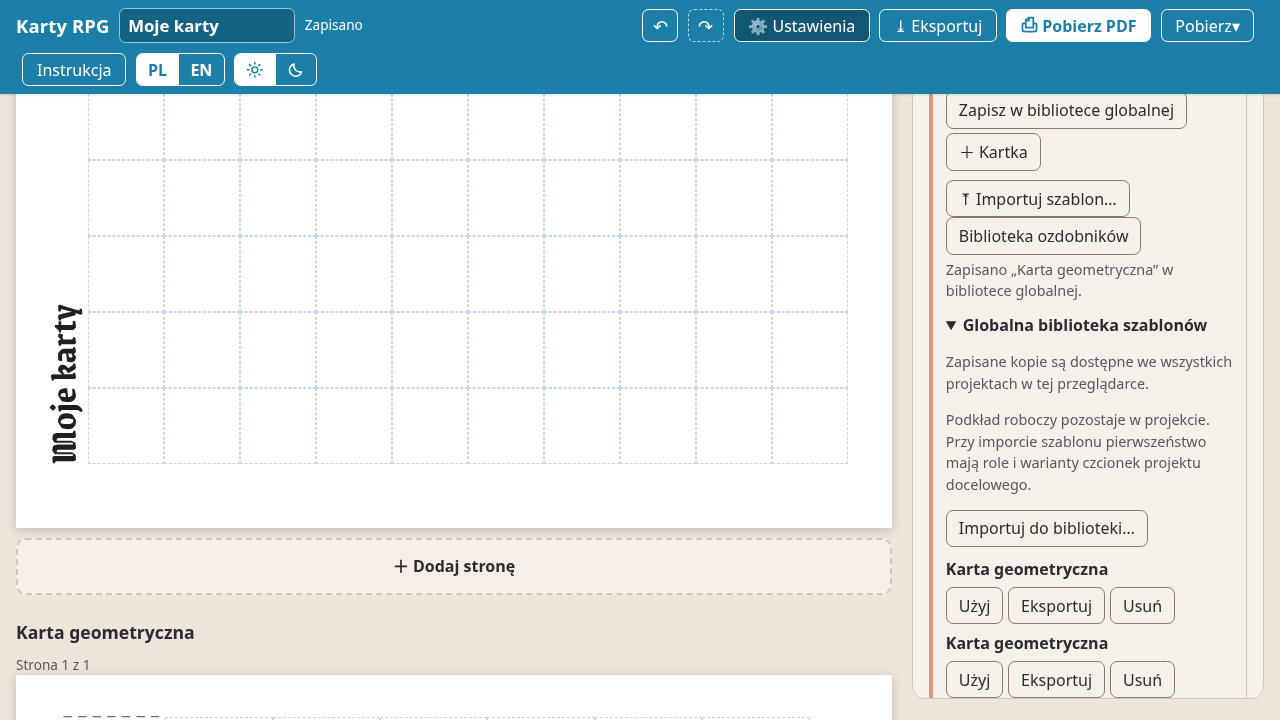 Karty RPG
Moje karty
Zapisano
↶
↷
⚙️ Ustawienia
⤓ Eksportuj
Pobierz PDF
Pobierz▾
Instrukcja
PL
EN
Moje karty
＋ Dodaj stronę
Karta geometryczna
Strona 1 z 1
Zapisz w bibliotece globalnej
＋ Kartka
⤒ Importuj szablon…
Biblioteka ozdobników
Zapisano „Karta geometryczna” w
bibliotece globalnej.
▼ Globalna biblioteka szablonów
Zapisane kopie są dostępne we wszystkich
projektach w tej przeglądarce.
Podkład roboczy pozostaje w projekcie.
Przy imporcie szablonu pierwszeństwo
mają role i warianty czcionek projektu
docelowego.
Importuj do biblioteki…
Karta geometryczna
Użyj
Eksportuj
Usuń
Karta geometryczna
Użyj
Eksportuj
Usuń